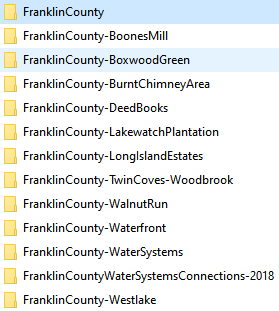 FranklinCounty
FranklinCounty-BoonesMill
FranklinCounty-BoxwoodGreen
FranklinCounty-BurntChimneyArea
FranklinCounty-DeedBooks
FranklinCounty-LakewatchPlantation
FranklinCounty-LongIslandEstates
FranklinCounty-TwinCoves-Woodbrook
FranklinCounty-WalnutRun
FranklinCounty-Waterfront
FranklinCounty-WaterSystems
FranklinCountyWaterSystemsConnections-2018
FranklinCounty-Westlake